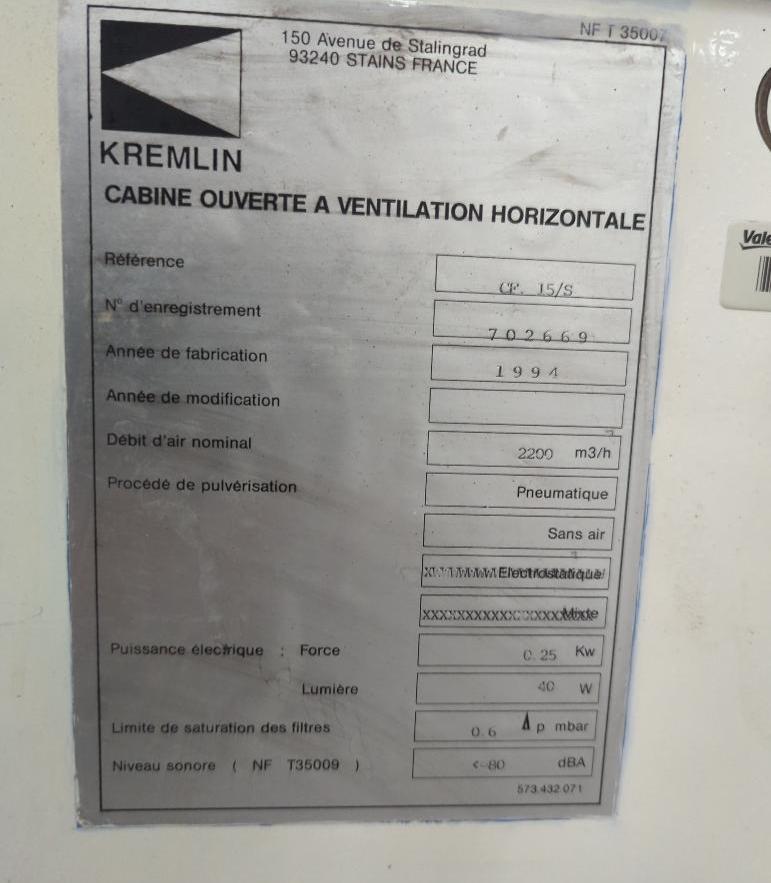 NF T 35007
150 Avenue de Stalingrad
93240 STAINS FRANCE
KREMLIN
CABINE OUVERTE A VENTILATION HORIZONTALE
Référence CF. 15/S
N° d'enregistrement 702669
Année de fabrication 1994
Année de modification
Débit d'air nominal 2200 m3/h
Procédé de pulvérisation Pneumatique
Sans air
Electrostatique
XXXXXXXXXXXXXXXXXX Mixte
Puissance électrique : Force 0.25 Kw
Lumière 40 W
Limite de saturation des filtres 0.6 Δp mbar
Niveau sonore ( NF T35009 ) <-80 dBA
573.432.071